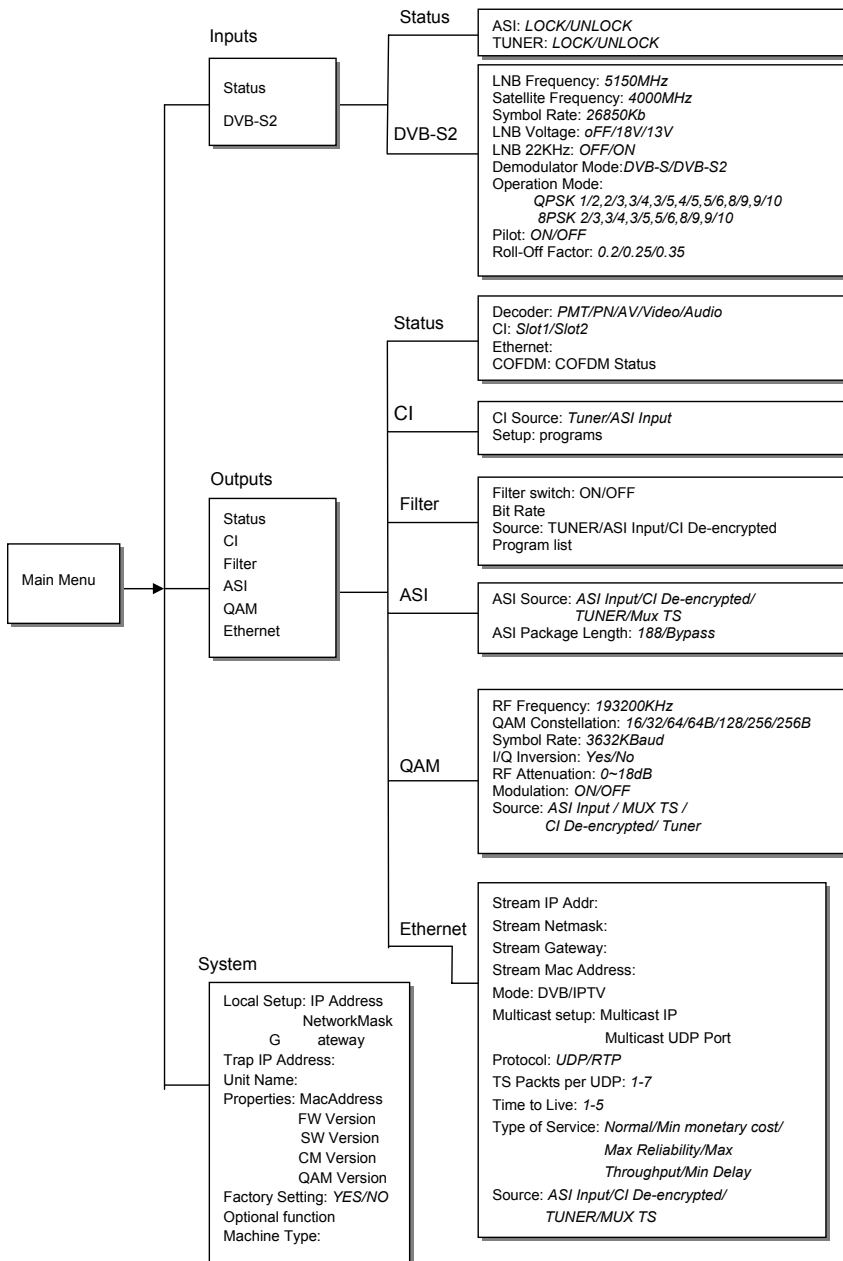 Inputs
Status
DVB-S2
Status
ASI: LOCK/UNLOCK
TUNER: LOCK/UNLOCK
DVB-S2
LNB Frequency: 5150MHz
Satellite Frequency: 4000MHz
Symbol Rate: 26850Kb
LNB Voltage: oFF/18V/13V
LNB 22KHz: OFF/ON
Demodulator Mode:DVB-S/DVB-S2
Operation Mode:
QPSK 1/2,2/3,3/4,3/5,4/5,5/6,8/9,9/10
8PSK 2/3,3/4,3/5,5/6,8/9,9/10
Pilot: ON/OFF
Roll-Off Factor: 0.2/0.25/0.35
Main Menu
Outputs
Status
CI
Filter
ASI
QAM
Ethernet
Status
Decoder: PMT/PN/AV/Video/Audio
CI: Slot1/Slot2
Ethernet:
COFDM: COFDM Status
CI
CI Source: Tuner/ASI Input
Setup: programs
Filter
Filter switch: ON/OFF
Bit Rate
Source: TUNER/ASI Input/CI De-encrypted
Program list
ASI
ASI Source: ASI Input/CI De-encrypted/
TUNER/Mux TS
ASI Package Length: 188/Bypass
QAM
RF Frequency: 193200KHz
QAM Constellation: 16/32/64/64B/128/256/256B
Symbol Rate: 3632KBaud
I/Q Inversion: Yes/No
RF Attenuation: 0~18dB
Modulation: ON/OFF
Source: ASI Input / MUX TS /
CI De-encrypted/ Tuner
Ethernet
Stream IP Addr:
Stream Netmask:
Stream Gateway:
Stream Mac Address:
Mode: DVB/IPTV
Multicast setup: Multicast IP
Multicast UDP Port
Protocol: UDP/RTP
TS Packts per UDP: 1-7
Time to Live: 1-5
Type of Service: Normal/Min monetary cost/
Max Reliability/Max
Throughput/Min Delay
Source: ASI Input/CI De-encrypted/
TUNER/MUX TS
System
Local Setup: IP Address
NetworkMask
G ateway
Trap IP Address:
Unit Name:
Properties: MacAddress
FW Version
SW Version
CM Version
QAM Version
Factory Setting: YES/NO
Optional function
Machine Type: